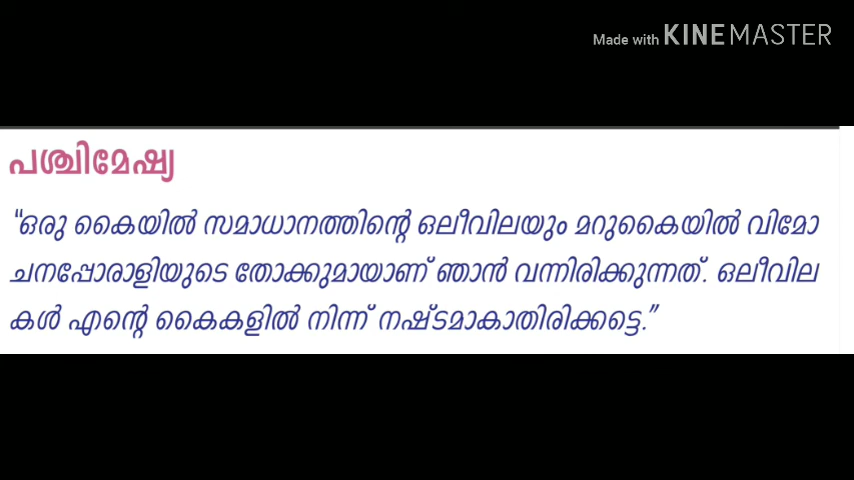 Made with KINEMASTER
പശ്ചിമേഷ്യ
“ഒരു കൈയിൽ സമാധാനത്തിന്റെ ഒലീവിലയും മറുകൈയിൽ വിമോ
ചനപ്പോരാളിയുടെ തോക്കുമായാണ് ഞാൻ വന്നിരിക്കുന്നത്. ഒലീവില
കൾ എന്റെ കൈകളിൽ നിന്ന് നഷ്ടമാകാതിരിക്കട്ടെ.”